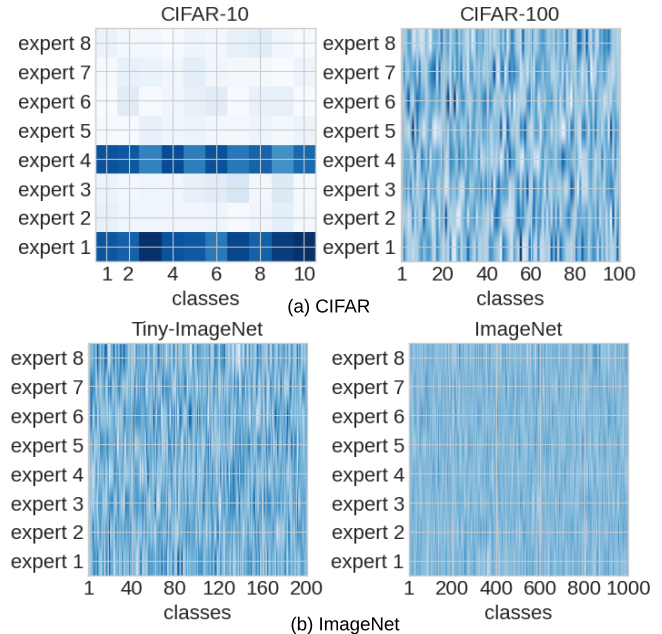 CIFAR-10 CIFAR-100
expert 8 expert 8
expert 7 expert 7
expert 6 expert 6
expert 5 expert 5
expert 4 expert 4
expert 3 expert 3
expert 2 expert 2
expert 1 expert 1
1 2 4 6 8 10 1 20 40 60 80 100
classes classes
(a) CIFAR
Tiny-ImageNet ImageNet
expert 8 expert 8
expert 7 expert 7
expert 6 expert 6
expert 5 expert 5
expert 4 expert 4
expert 3 expert 3
expert 2 expert 2
expert 1 expert 1
1 40 80 120 160 200 1 200 400 600 800 1000
classes classes
(b) ImageNet